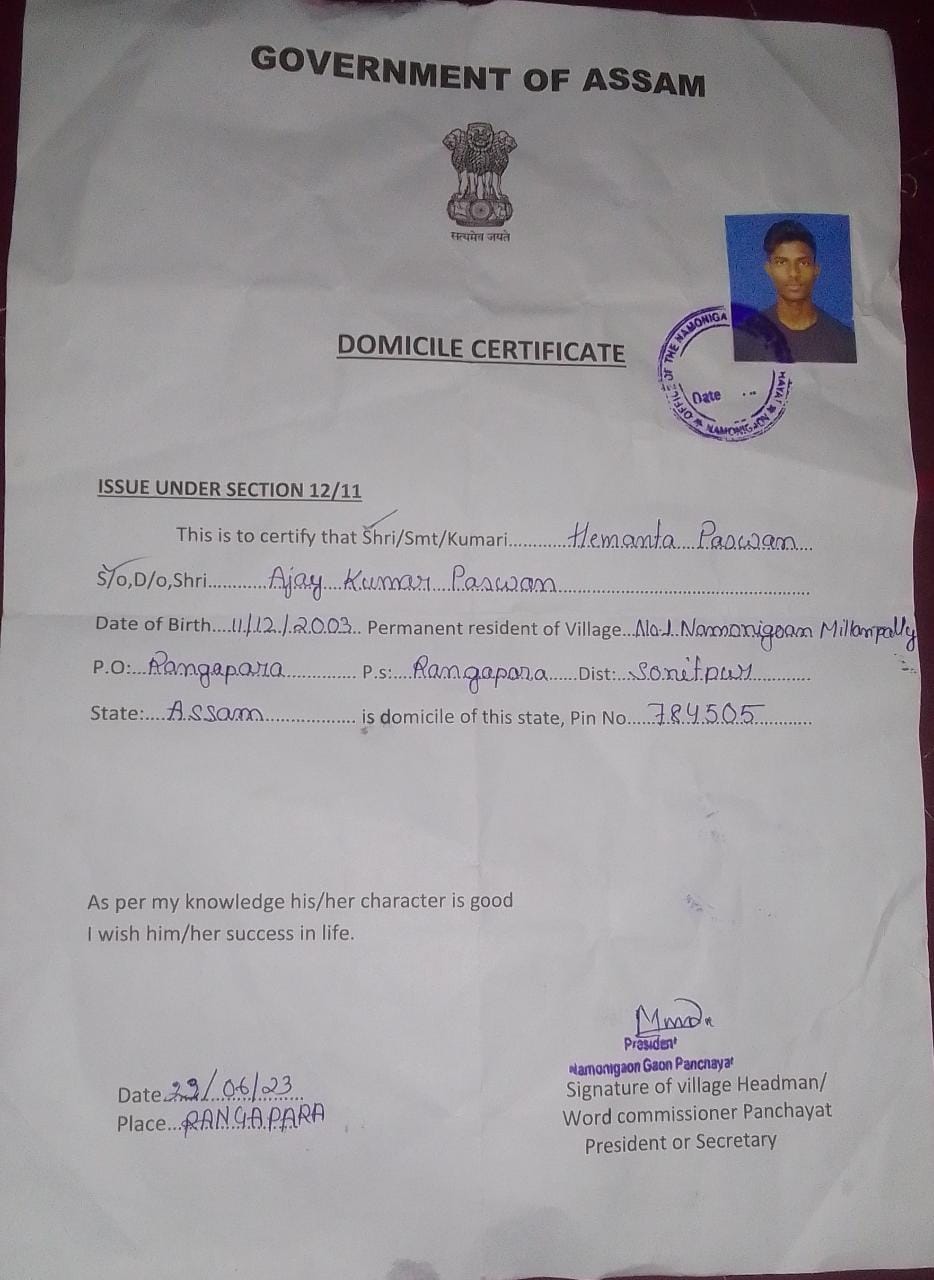 GOVERNMENT OF ASSAM
सत्यमेव जयते
OFFICE OF THE NAMONIGA
NAMONIGAON
Date
DOMICILE CERTIFICATE
ISSUE UNDER SECTION 12/11
This is to certify that Shri/Smt/Kumari............Hemanta Paswan...
S/o,D/o,Shri...........Ajay Kumar Paswan...........
Date of Birth....11/12/2003.. Permanent resident of Village...No.1.Namonigoan Millanpally
P.O:...Rangapara............. P.s:....Rangapara......Dist:..Sonitpur...........
State:....Assam.................. is domicile of this state, Pin No.....784505...........
As per my knowledge his/her character is good
I wish him/her success in life.
President
Namonigaon Gaon Panchayat
Date 23/06/23
Place...RANGAPARA
Signature of village Headman/
Word commissioner Panchayat
President or Secretary